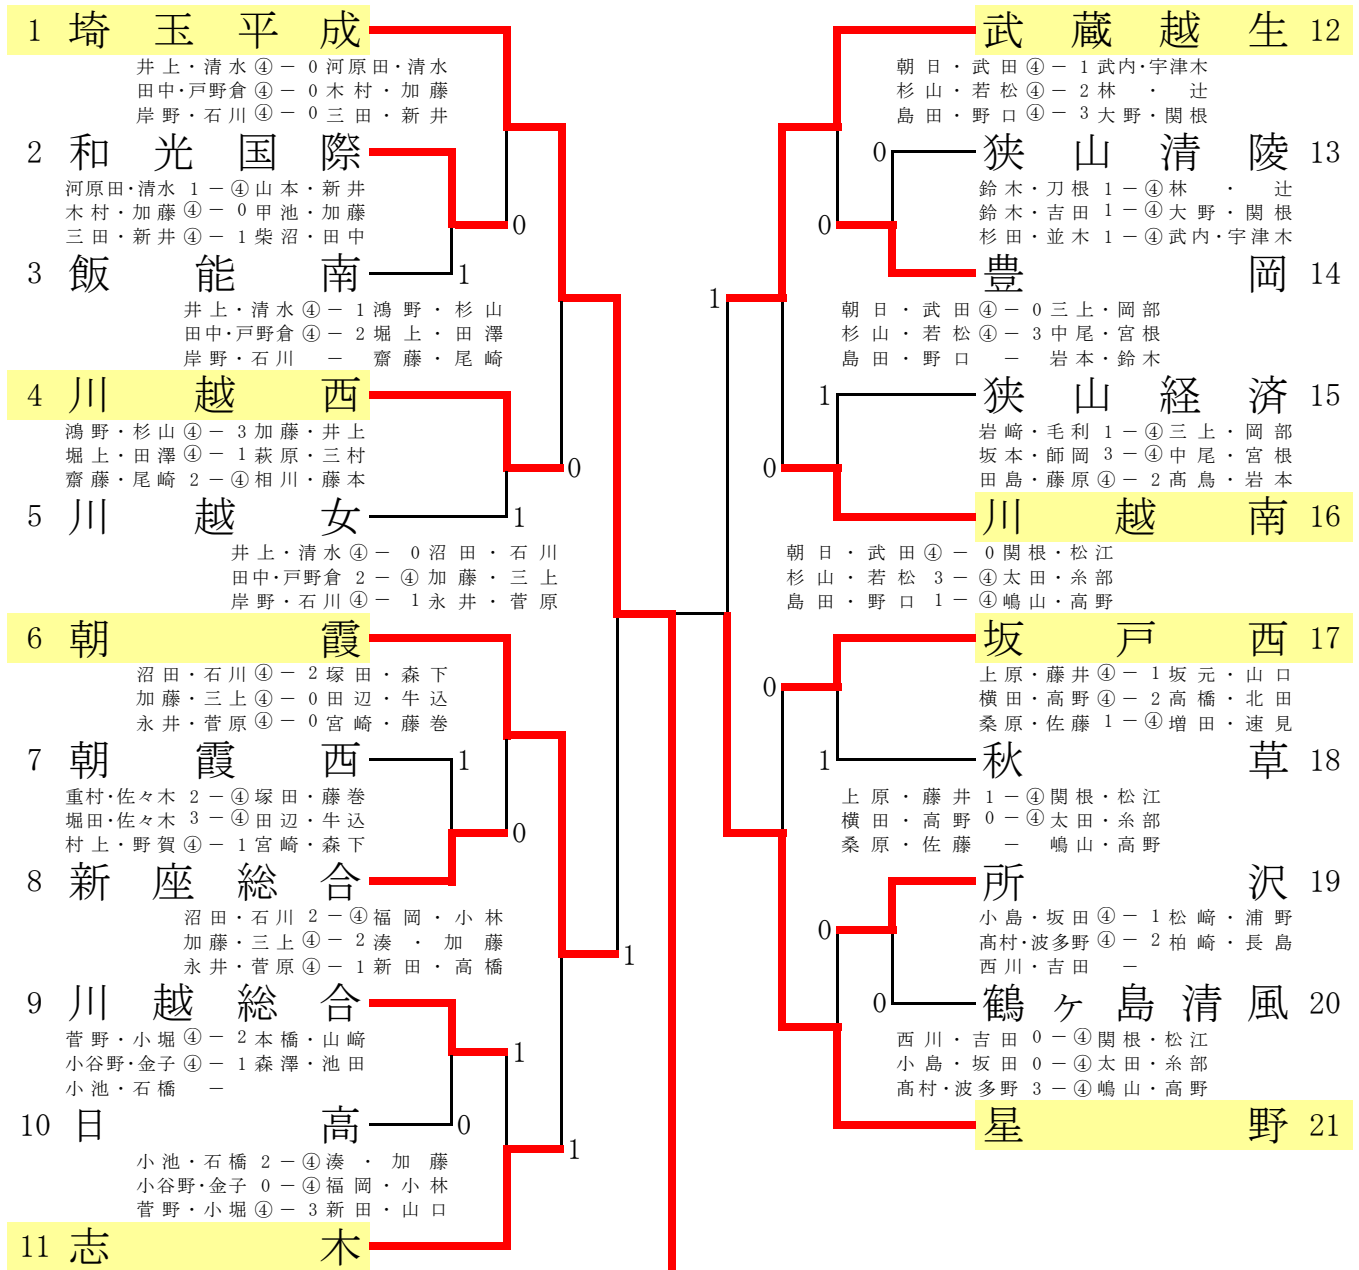 1 埼玉平成
井上・清水 ④ － 0 河原田・清水
田中・戸野倉 ④ － 0 木村・加藤
岸野・石川 ④ － 0 三田・新井
2 和光国際
河原田・清水 1 － ④ 山本・新井
木村・加藤 ④ － 0 甲池・加藤
三田・新井 ④ － 1 柴沼・田中
0
3 飯能南
1
井上・清水 ④ － 1 鴻野・杉山
田中・戸野倉 ④ － 2 堀上・田澤
岸野・石川 － 齋藤・尾崎
4 川越西
鴻野・杉山 ④ － 3 加藤・井上
堀上・田澤 ④ － 1 萩原・三村
齋藤・尾崎 2 － ④ 相川・藤本
0
5 川越女
1
井上・清水 ④ － 0 沼田・石川
田中・戸野倉 2 － ④ 加藤・三上
岸野・石川 ④ － 1 永井・菅原
6 朝霞
沼田・石川 ④ － 2 塚田・森下
加藤・三上 ④ － 0 田辺・牛込
永井・菅原 ④ － 0 宮崎・藤巻
7 朝霞西
1
重村・佐々木 2 － ④ 塚田・藤巻
堀田・佐々木 3 － ④ 田辺・牛込
村上・野賀 ④ － 1 宮崎・森下
0
8 新座総合
沼田・石川 2 － ④ 福岡・小林
加藤・三上 ④ － 2 湊・加藤
永井・菅原 ④ － 1 新田・高橋
1
9 川越総合
菅野・小堀 ④ － 2 本橋・山﨑
小谷野・金子 ④ － 1 森澤・池田
小池・石橋 －
1
10 日高
0
小池・石橋 2 － ④ 湊・加藤
小谷野・金子 0 － ④ 福岡・小林
菅野・小堀 ④ － 3 新田・山口
1
11 志木
武蔵越生 12
朝日・武田 ④ － 1 武内・宇津木
杉山・若松 ④ － 2 林・辻
島田・野口 ④ － 3 大野・関根
0
狭山清陵 13
鈴木・刀根 1 － ④ 林・辻
鈴木・吉田 1 － ④ 大野・関根
杉田・並木 1 － ④ 武内・宇津木
0
豊岡 14
1
朝日・武田 ④ － 0 三上・岡部
杉山・若松 ④ － 3 中尾・宮根
島田・野口 － 岩本・鈴木
1
狭山経済 15
岩﨑・毛利 1 － ④ 三上・岡部
坂本・師岡 3 － ④ 中尾・宮根
田島・藤原 ④ － 2 髙鳥・岩本
0
川越南 16
朝日・武田 ④ － 0 関根・松江
杉山・若松 3 － ④ 太田・糸部
島田・野口 1 － ④ 嶋山・高野
坂戸西 17
上原・藤井 ④ － 1 坂元・山口
横田・高野 ④ － 2 高橋・北田
桑原・佐藤 1 － ④ 増田・速見
0
1
秋草 18
上原・藤井 1 － ④ 関根・松江
横田・高野 0 － ④ 太田・糸部
桑原・佐藤 － 嶋山・高野
所沢 19
小島・坂田 ④ － 1 松﨑・浦野
髙村・波多野 ④ － 2 柏崎・長島
西川・吉田 －
0
0
鶴ヶ島清風 20
西川・吉田 0 － ④ 関根・松江
小島・坂田 0 － ④ 太田・糸部
髙村・波多野 3 － ④ 嶋山・高野
星野 21